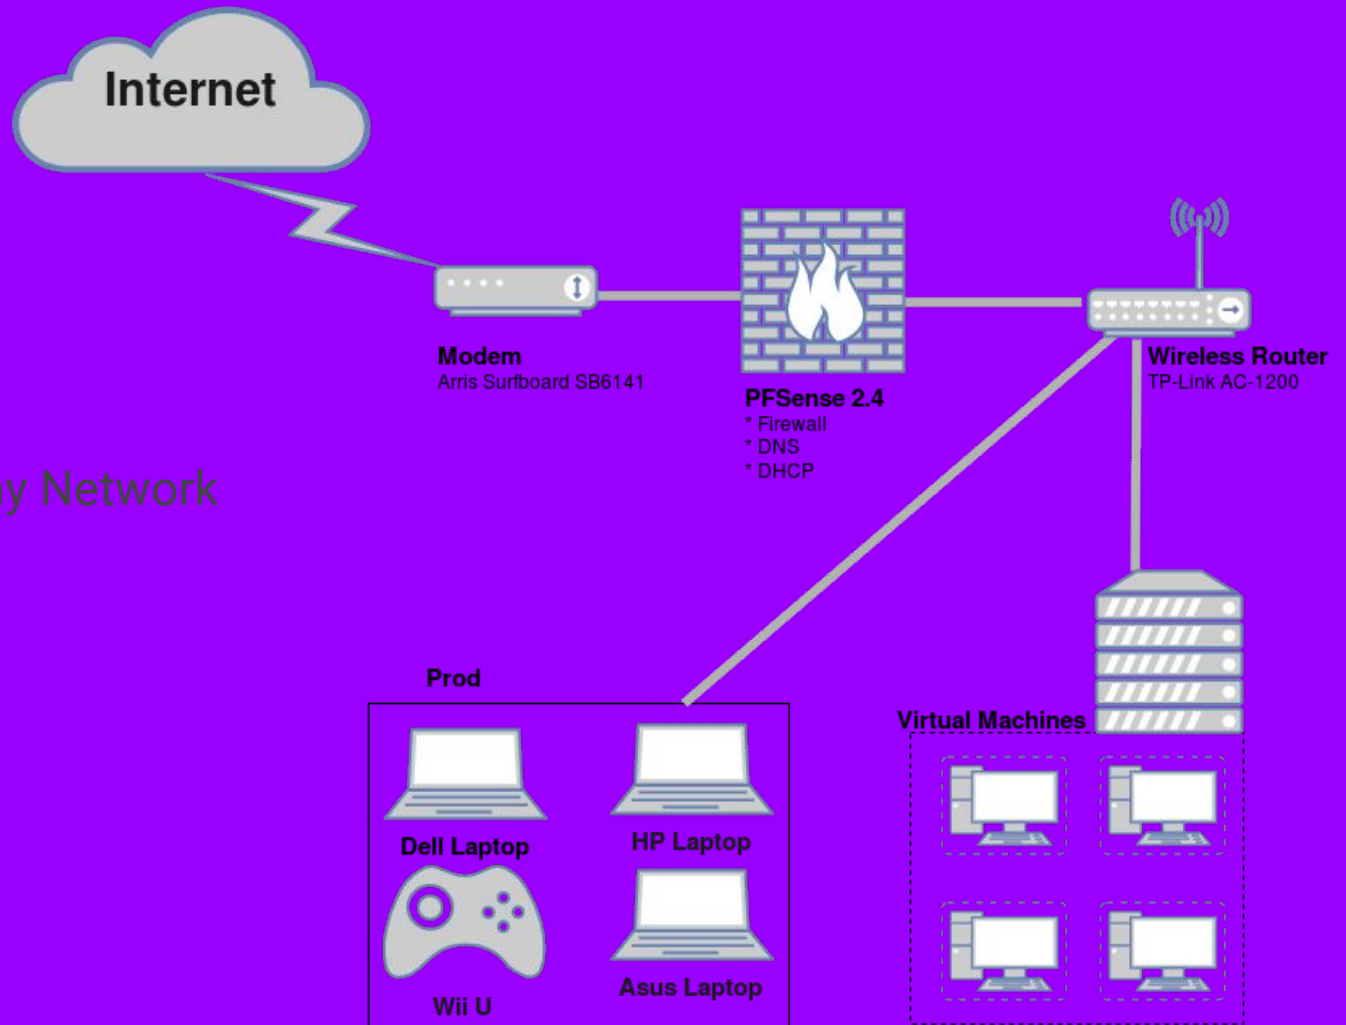 Internet
Modem
Arris Surfboard SB6141
PFSense 2.4
* Firewall
* DNS
* DHCP
Wireless Router
TP-Link AC-1200
Network
Prod
Virtual Machines
Dell Laptop
HP Laptop
Wii U
Asus Laptop